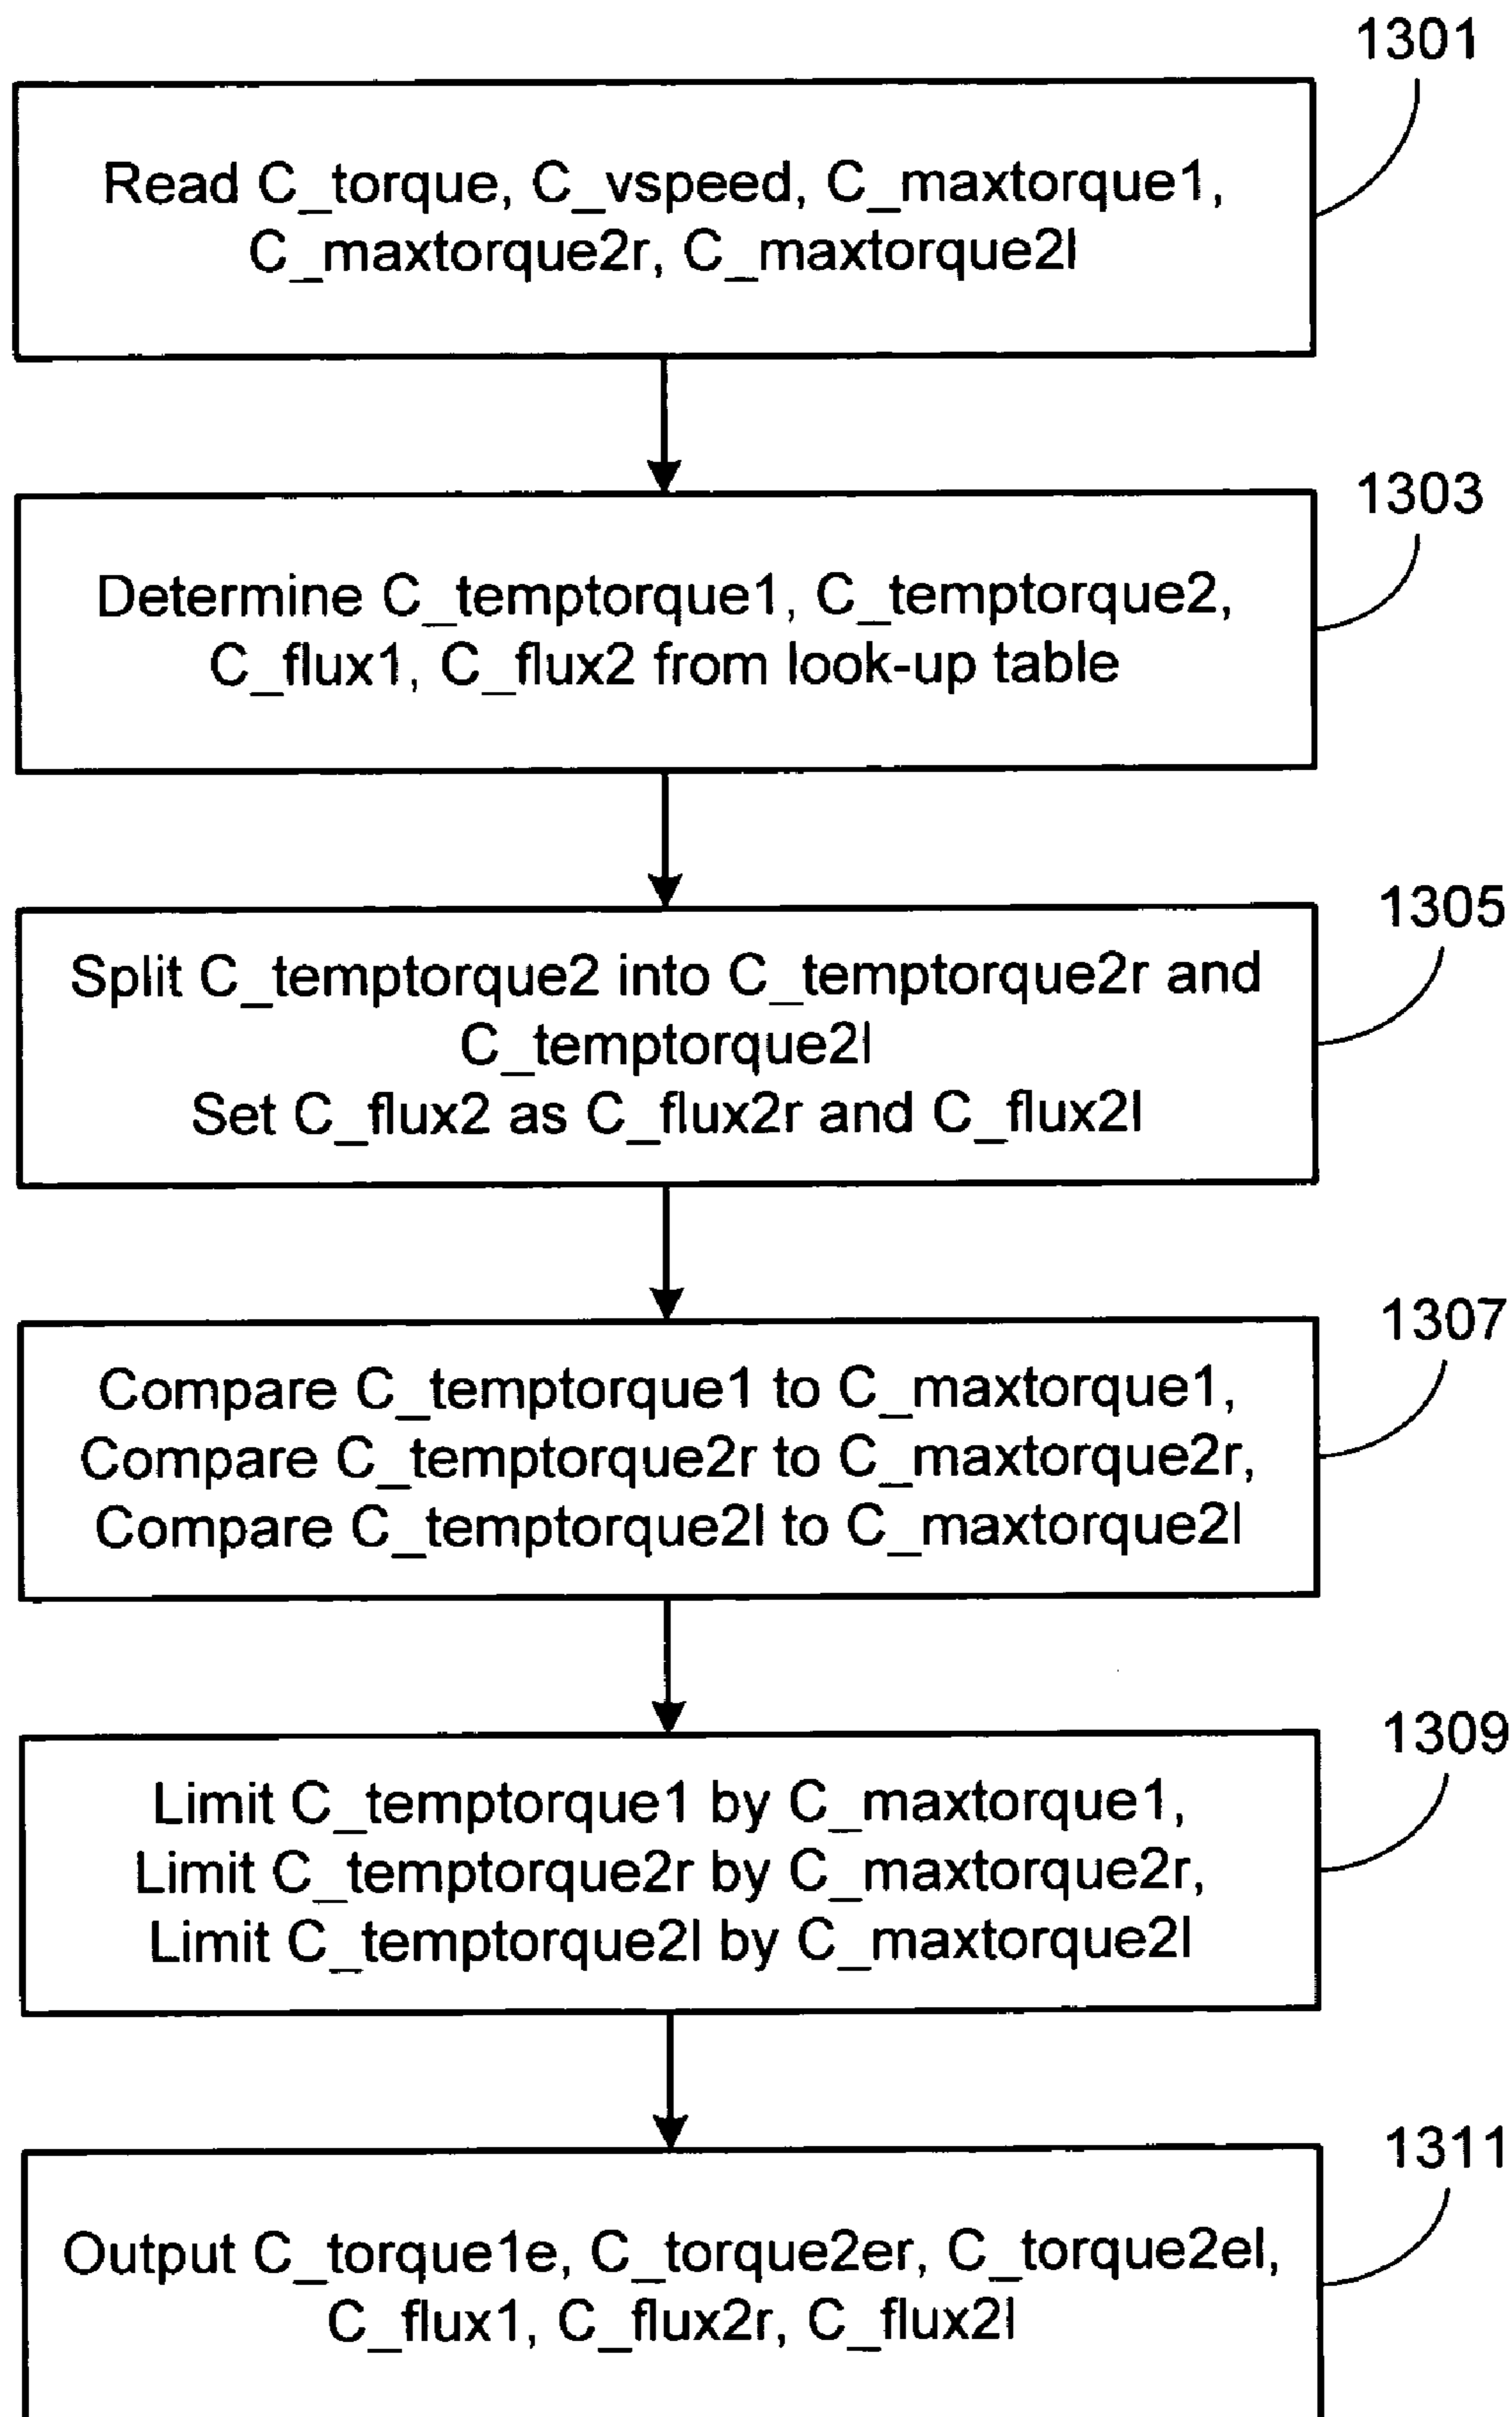 1301
Read C_torque, C_vspeed, C_maxtorque1,
C_maxtorque2r, C_maxtorque2l
1303
Determine C_temptorque1, C_temptorque2,
C_flux1, C_flux2 from look-up table
1305
Split C_temptorque2 into C_temptorque2r and
C_temptorque2l
Set C_flux2 as C_flux2r and C_flux2l
1307
Compare C_temptorque1 to C_maxtorque1,
Compare C_temptorque2r to C_maxtorque2r,
Compare C_temptorque2l to C_maxtorque2l
1309
Limit C_temptorque1 by C_maxtorque1,
Limit C_temptorque2r by C_maxtorque2r,
Limit C_temptorque2l by C_maxtorque2l
1311
Output C_torque1e, C_torque2er, C_torque2el,
C_flux1, C_flux2r, C_flux2l